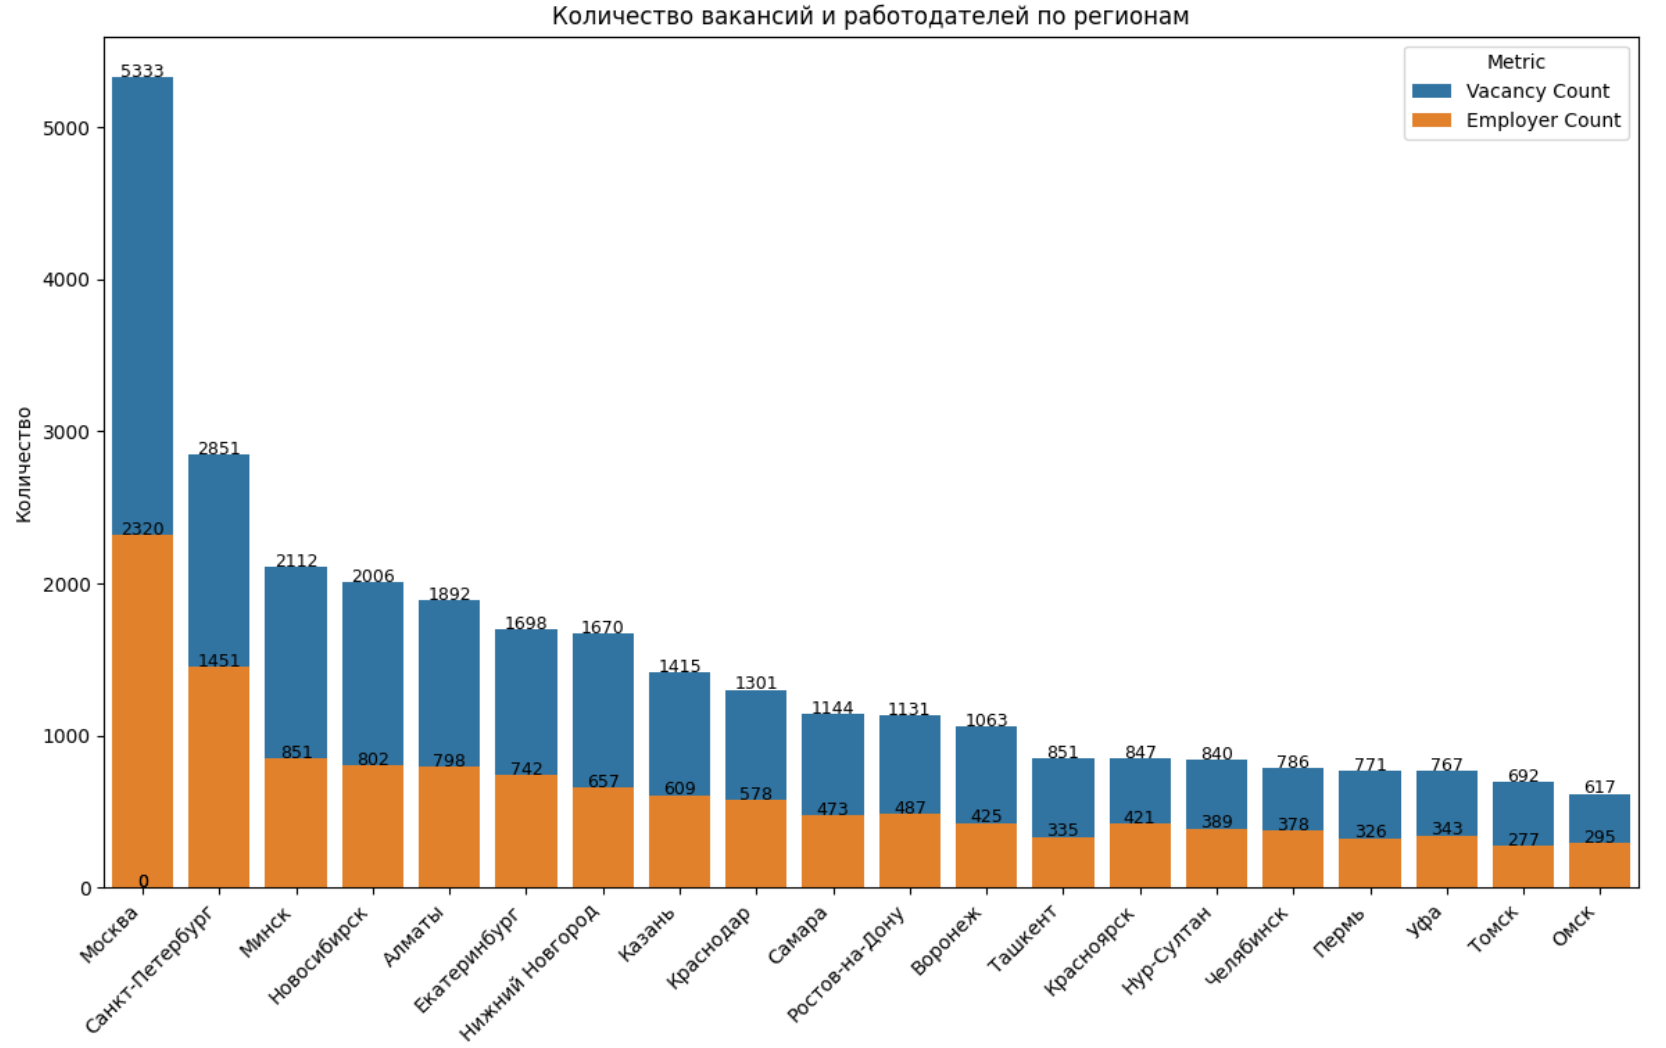 Количество вакансий и работодателей по регионам
Metric
Vacancy Count
Employer Count
Количество
5000
4000
3000
2000
1000
0
5333
2851
2112
2006
1892
1698
1670
1415
1301
1144
1131
1063
851
847
840
786
771
767
692
617
2320
1451
851
802
798
742
657
609
578
473
487
425
335
421
389
378
326
343
277
295
0
Москва
Санкт-Петербург
Минск
Новосибирск
Алматы
Екатеринбург
Нижний Новгород
Казань
Краснодар
Самара
Ростов-на-Дону
Воронеж
Ташкент
Красноярск
Нур-Султан
Челябинск
Пермь
Уфа
Томск
Омск